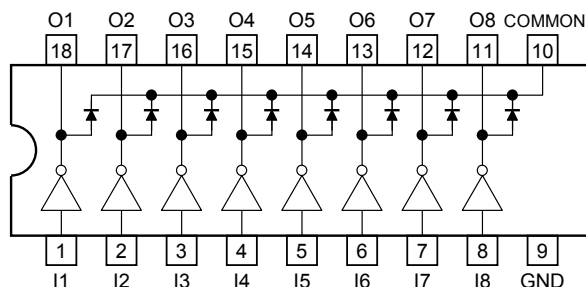 O1 O2 O3 O4 O5 O6 O7 O8 COMMON
18 17 16 15 14 13 12 11 10
1 2 3 4 5 6 7 8 9
I1 I2 I3 I4 I5 I6 I7 I8 GND